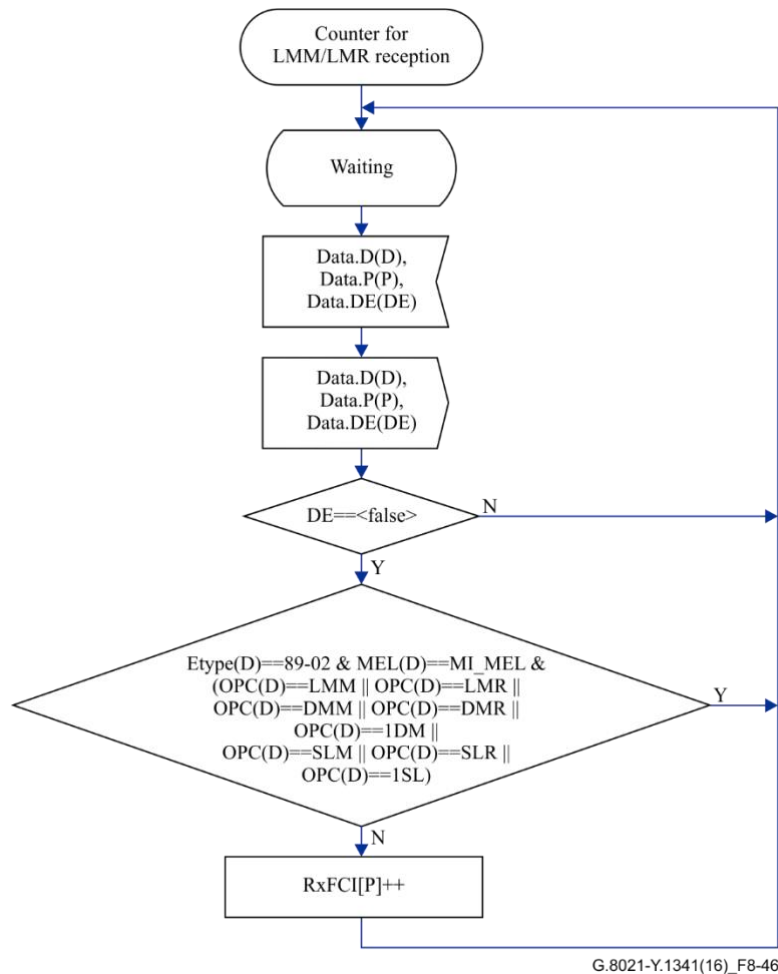 Counter for
LMM/LMR reception
Waiting
Data.D(D),
Data.P(P),
Data.DE(DE)
Data.D(D),
Data.P(P),
Data.DE(DE)
DE==<false>
N
Y
Etype(D)==89-02 & MEL(D)==MI_MEL &
(OPC(D)==LMM || OPC(D)==LMR ||
OPC(D)==DMM || OPC(D)==DMR ||
OPC(D)==1DM ||
OPC(D)==SLM || OPC(D)==SLR ||
OPC(D)==1SL)
Y
N
RxFCI[P]++
G.8021-Y.1341(16)_F8-46